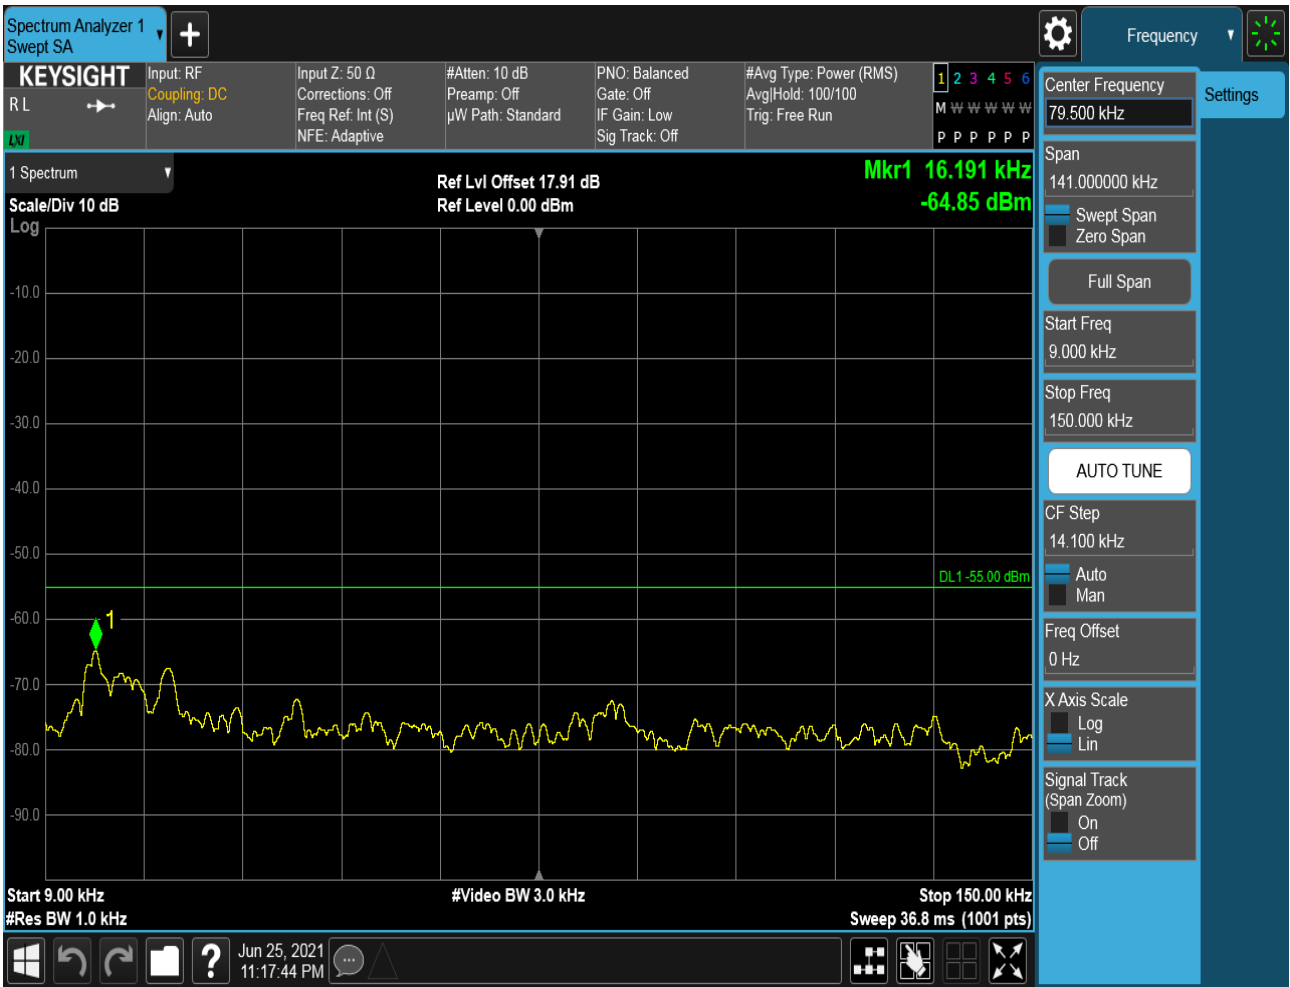 Spectrum Analyzer 1
Swept SA
Frequency
KEYSIGHT
R L
LXI
Input: RF
Coupling: DC
Align: Auto
Input Z: 50 Ω
Corrections: Off
Freq Ref: Int (S)
NFE: Adaptive
#Atten: 10 dB
Preamp: Off
µW Path: Standard
PNO: Balanced
Gate: Off
IF Gain: Low
Sig Track: Off
#Avg Type: Power (RMS)
Avg|Hold: 100/100
Trig: Free Run
1 2 3 4 5 6
M W W W W W
P P P P P P
1 Spectrum
Scale/Div 10 dB
Log
Ref Lvl Offset 17.91 dB
Ref Level 0.00 dBm
Mkr1 16.191 kHz
-64.85 dBm
-10.0
-20.0
-30.0
-40.0
-50.0
DL1 -55.00 dBm
-60.0
1
-70.0
-80.0
-90.0
Start 9.00 kHz
#Res BW 1.0 kHz
#Video BW 3.0 kHz
Stop 150.00 kHz
Sweep 36.8 ms (1001 pts)
Center Frequency
79.500 kHz
Span
141.000000 kHz
Swept Span
Zero Span
Full Span
Start Freq
9.000 kHz
Stop Freq
150.000 kHz
AUTO TUNE
CF Step
14.100 kHz
Auto
Man
Freq Offset
0 Hz
X Axis Scale
Log
Lin
Signal Track
(Span Zoom)
On
Off
Settings
?
Jun 25, 2021
11:17:44 PM